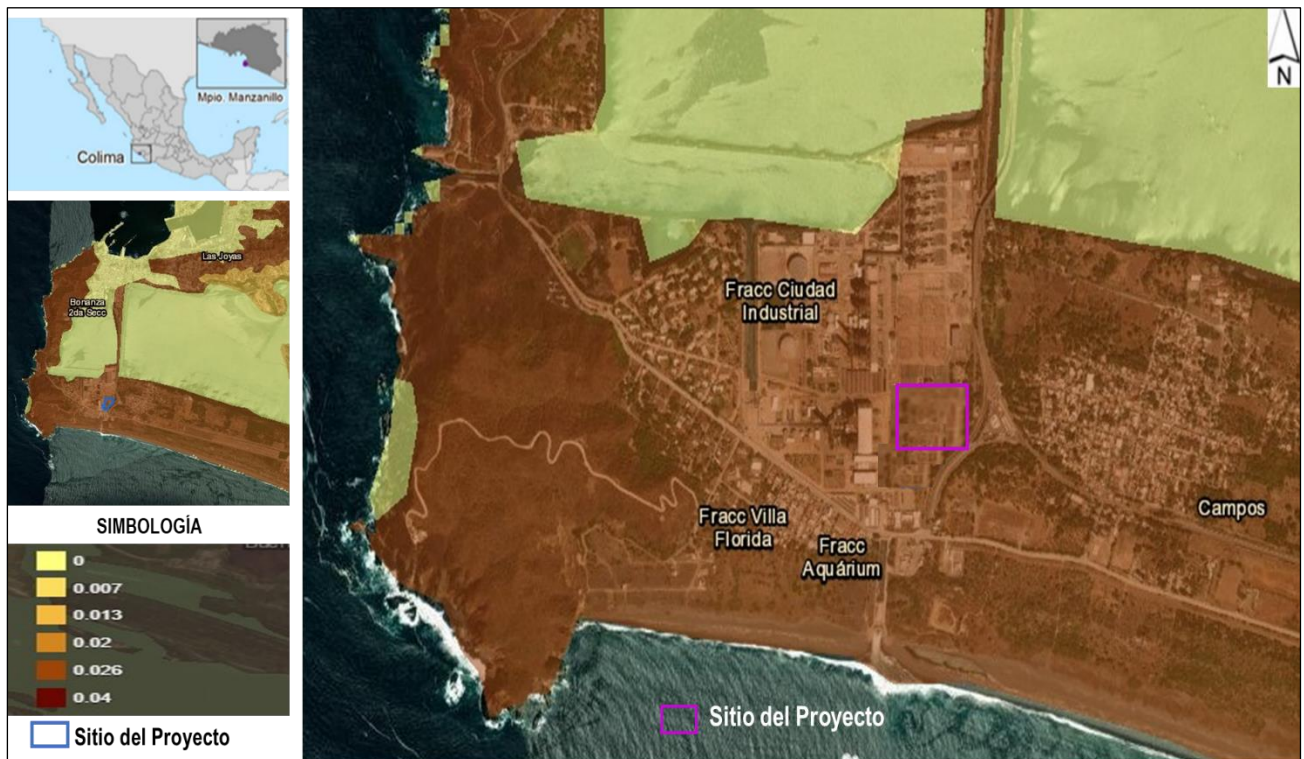 Mpio. Manzanillo
Colima
Las Joyas
Bonanza
2da Secc
SIMBOLOGÍA
0
0.007
0.013
0.02
0.026
0.04
Sitio del Proyecto
N
Fracc Ciudad
Industrial
Fracc Villa
Florida
Fracc
Aquárium
Campos
Sitio del Proyecto